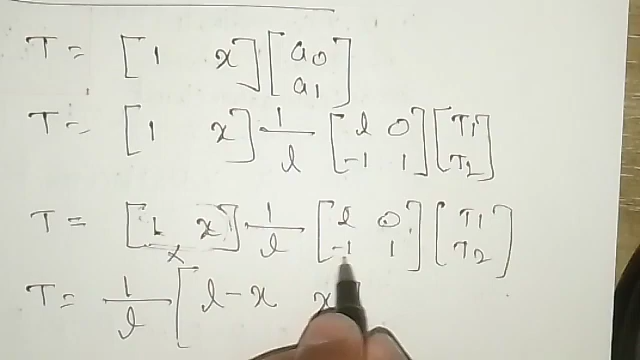 T = [1 x] [a0 a1]
T = [1 x] 1/l [l 0 -1 1] [T1 T2]
T = [1 x] 1/l [l 0 -1 1] [T1 T2]
T = 1/l [l-x x]